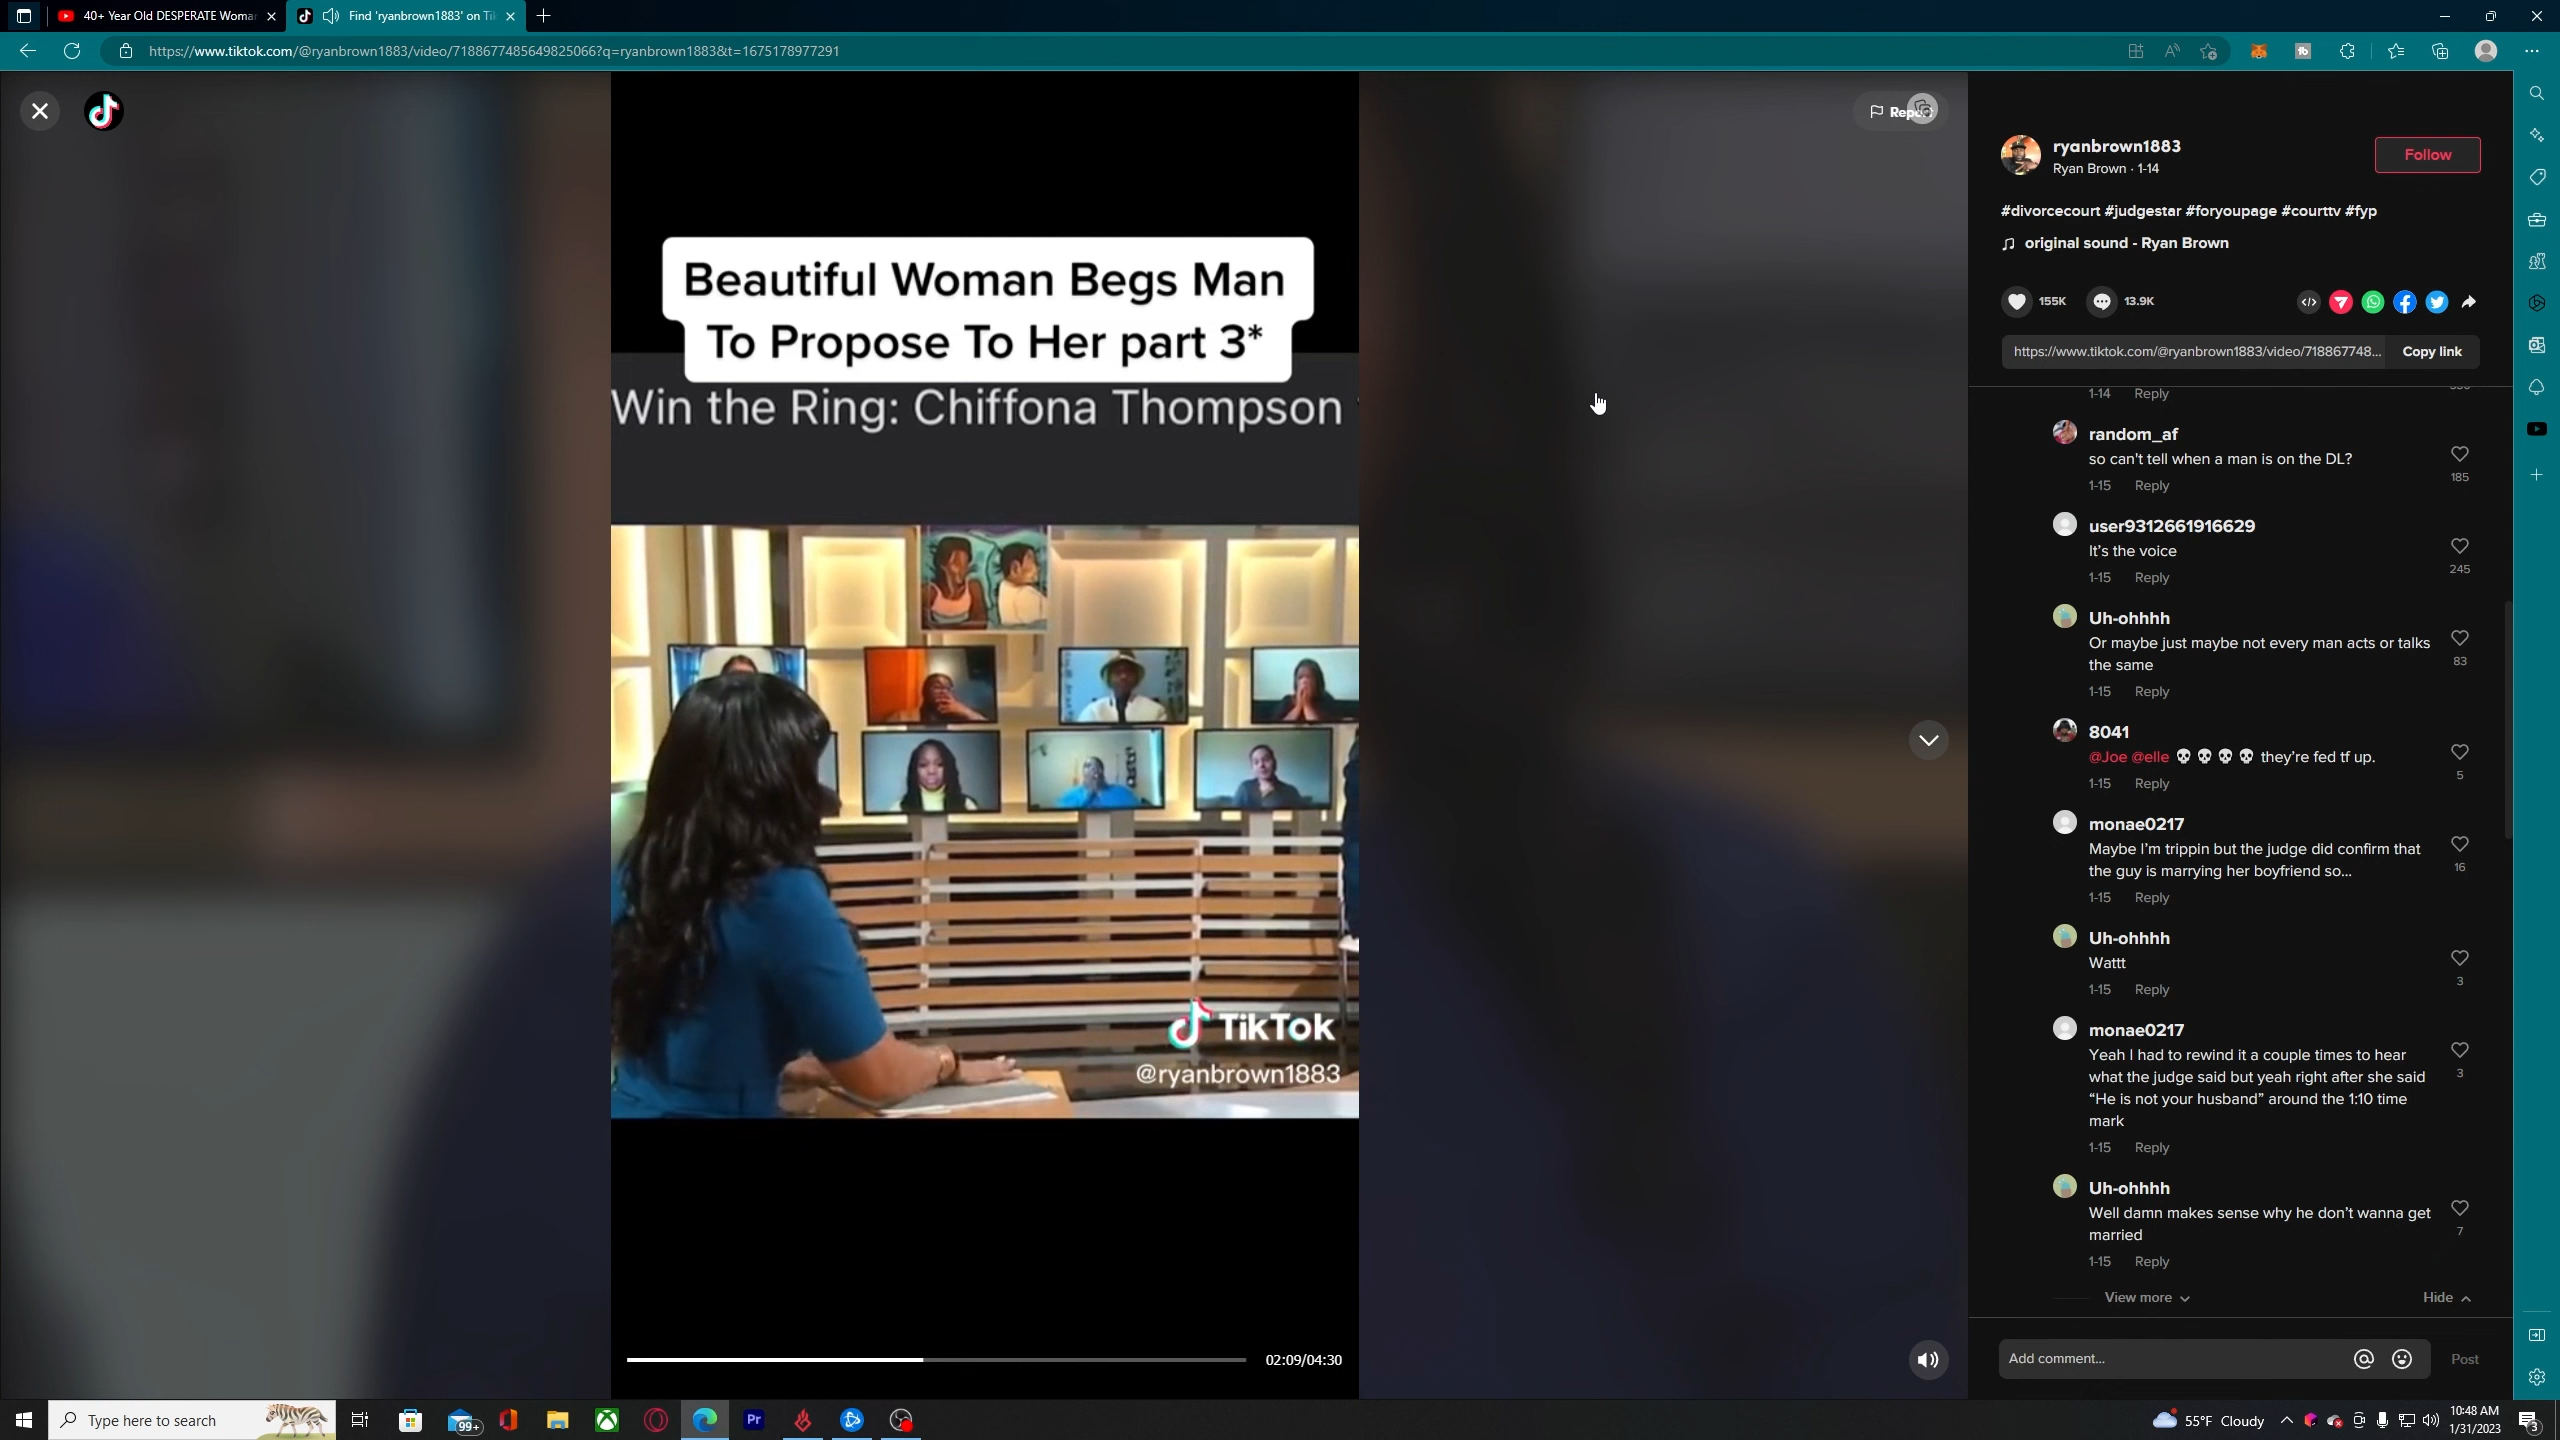 40+ Year Old DESPERATE Woman
Find 'ryanbrown1883' on Tik
https://www.tiktok.com/@ryanbrown1883/video/7188677485649825066?q=ryanbrown1883&t=1675178977291
Beautiful Woman Begs Man
To Propose To Her part 3*
Win the Ring: Chiffona Thompson
TikTok
@ryanbrown1883
02:09/04:30
ryanbrown1883
Ryan Brown · 1-14
Follow
#divorcecourt #judgestar #foryoupage #courttv #fyp
original sound - Ryan Brown
155K
13.9K
https://www.tiktok.com/@ryanbrown1883/video/718867748...
Copy link
1-14 Reply
random_af
so can't tell when a man is on the DL?
185
1-15 Reply
user9312661916629
It's the voice
245
1-15 Reply
Uh-ohhhh
Or maybe just maybe not every man acts or talks
the same
83
1-15 Reply
8041
@Joe @elle 💀 💀 💀 💀 they're fed tf up.
5
1-15 Reply
monae0217
Maybe I'm trippin but the judge did confirm that
the guy is marrying her boyfriend so...
16
1-15 Reply
Uh-ohhhh
Wattt
3
1-15 Reply
monae0217
Yeah I had to rewind it a couple times to hear
what the judge said but yeah right after she said
“He is not your husband” around the 1:10 time
mark
3
1-15 Reply
Uh-ohhhh
Well damn makes sense why he don't wanna get
married
7
1-15 Reply
View more
Hide
Add comment...
Post
Type here to search
99+
Pr
55°F Cloudy
10:48 AM
1/31/2023
3